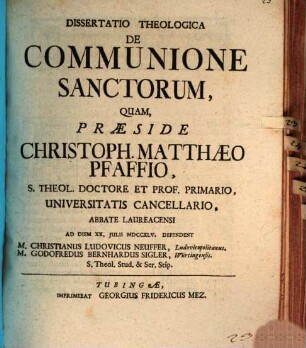 DISSERTATIO THEOLOGICA
DE
COMMUNIONE
SANCTORUM,
QUAM,
PRÆSIDE
CHRISTOPH. MATTHÆO
PFAFFIO,
S. THEOL. DOCTORE ET PROF. PRIMARIO,
UNIVERSITATIS CANCELLARIO,
ABBATE LAUREACENSI
AD DIEM XX. JULII MDCCXLV. DEFENDENT
M. CHRISTIANUS LUDOVICUS NEUFFER, Ludovicopolitanus,
M. GODOFREDUS BERNHARDUS SIGLER, Würtingensis.
S. Theol. Stud. & Ser. Stip.
TUBINGÆ,
IMPRIMEBAT GEORGIUS FRIDERICUS MEZ.